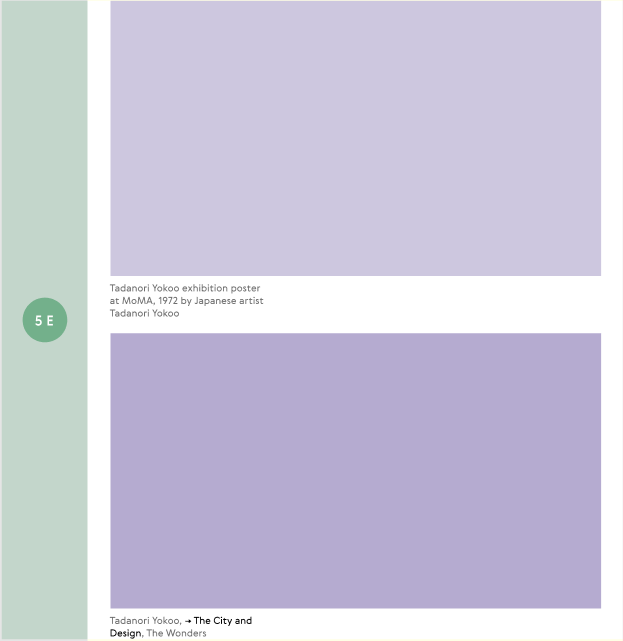 5 E
Tadanori Yokoo exhibition poster
at MoMA, 1972 by Japanese artist
Tadanori Yokoo
Tadanori Yokoo, → The City and
Design, The Wonders